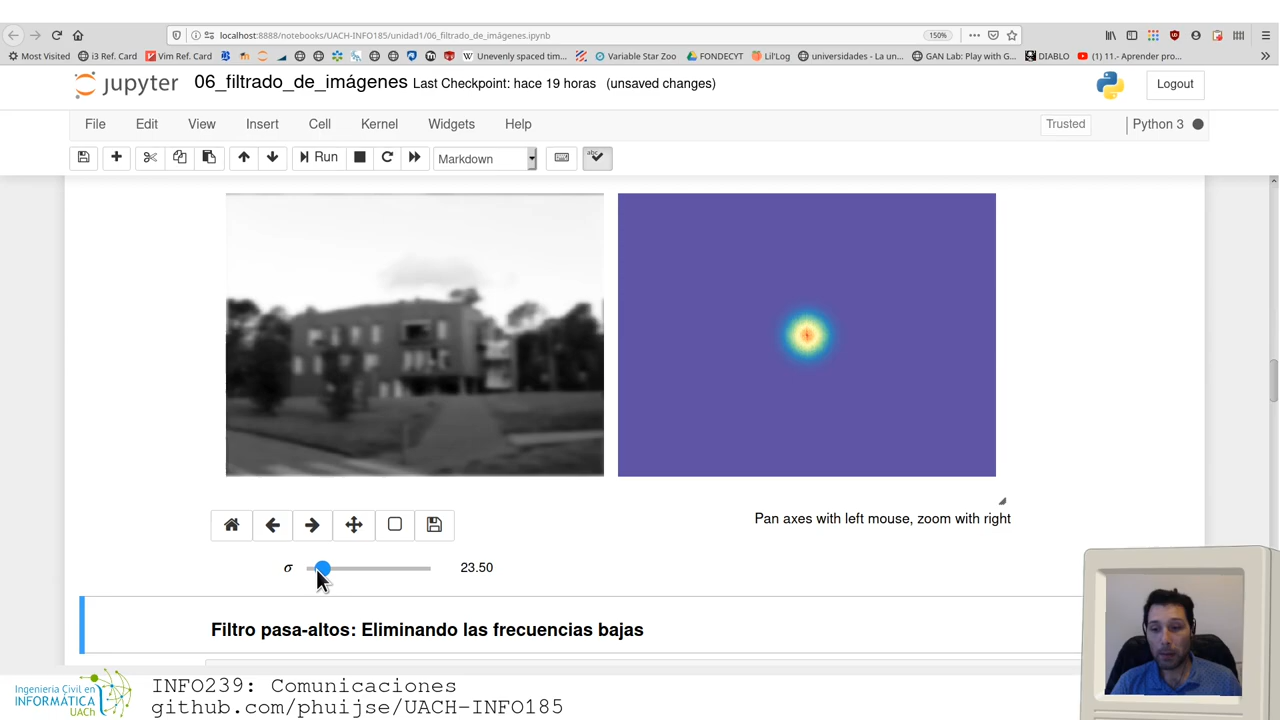 localhost:8888/notebooks/UACH-INFO185/unidad1/06_filtrado_de_imágenes.ipynb 150%
Most Visited i3 Ref. Card Vim Ref. Card Unevenly spaced tim... Variable Star Zoo FONDECYT Lil'Log universidades - La un... GAN Lab: Play with G... DIABLO (1) 11.- Aprender pro...
jupyter 06_filtrado_de_imágenes Last Checkpoint: hace 19 horas (unsaved changes) Logout
File Edit View Insert Cell Kernel Widgets Help Trusted Python 3
Run Markdown abc
Pan axes with left mouse, zoom with right
σ 23.50
Filtro pasa-altos: Eliminando las frecuencias bajas
Ingeniería Civil en
INFORMÁTICA
UACh
INFO239: Comunicaciones
github.com/phuijse/UACH-INFO185